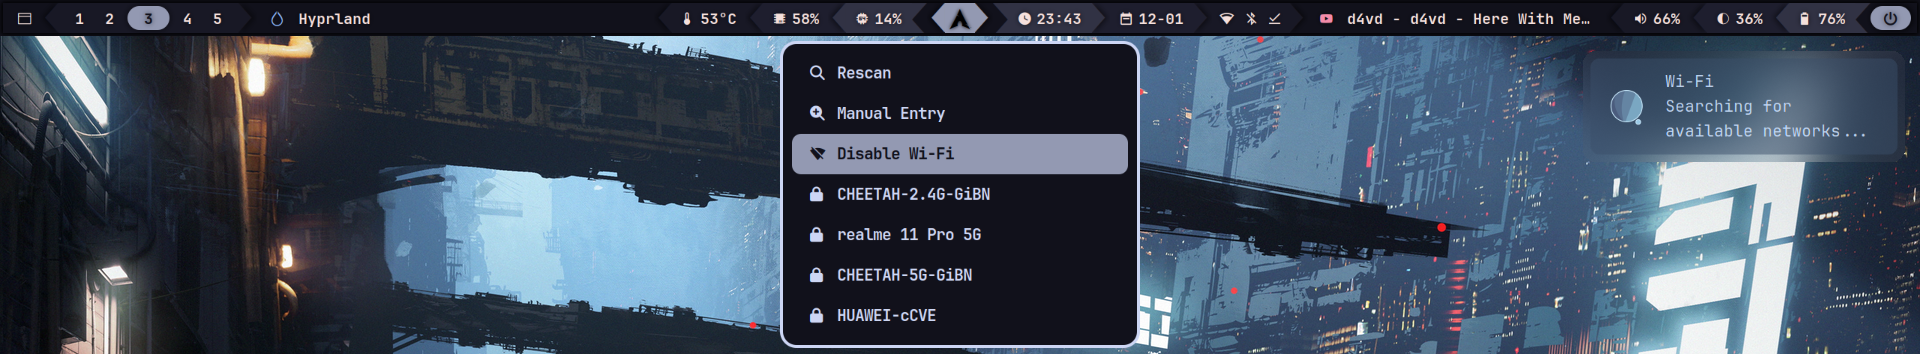 1 2 3 4 5 Hyprland 53°C 58% 14% 23:43 12-01 d4vd - d4vd - Here With Me… 66% 36% 76%
Rescan
Manual Entry
Disable Wi-Fi
CHEETAH-2.4G-GiBN
realme 11 Pro 5G
CHEETAH-5G-GiBN
HUAWEI-cCVE
Wi-Fi
Searching for
available networks...